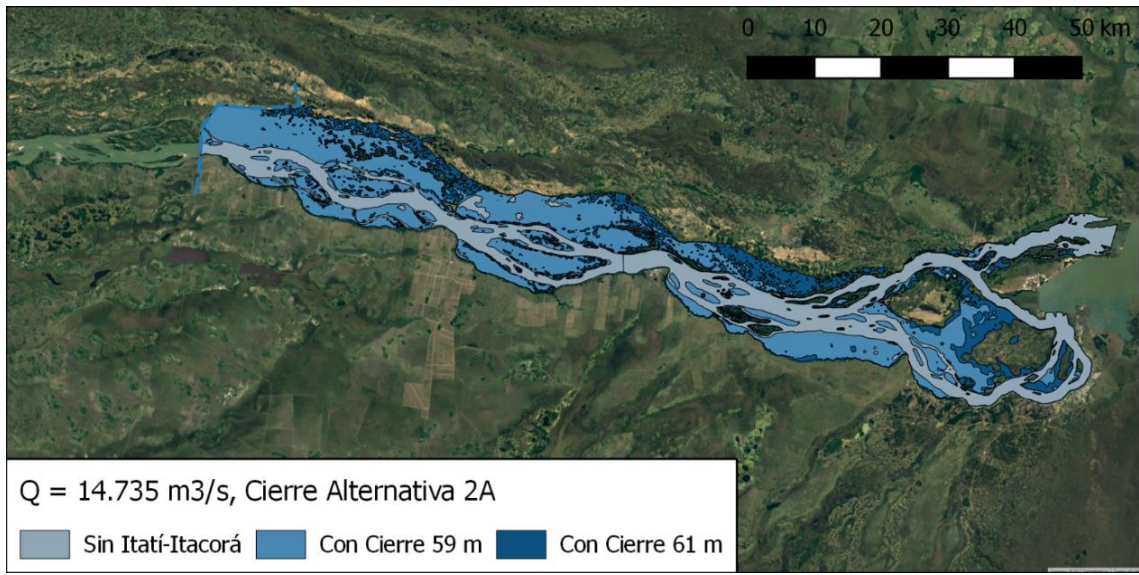 0 10 20 30 40 50 km
Q = 14.735 m3/s, Cierre Alternativa 2A
Sin Itatí-Itacorá Con Cierre 59 m Con Cierre 61 m